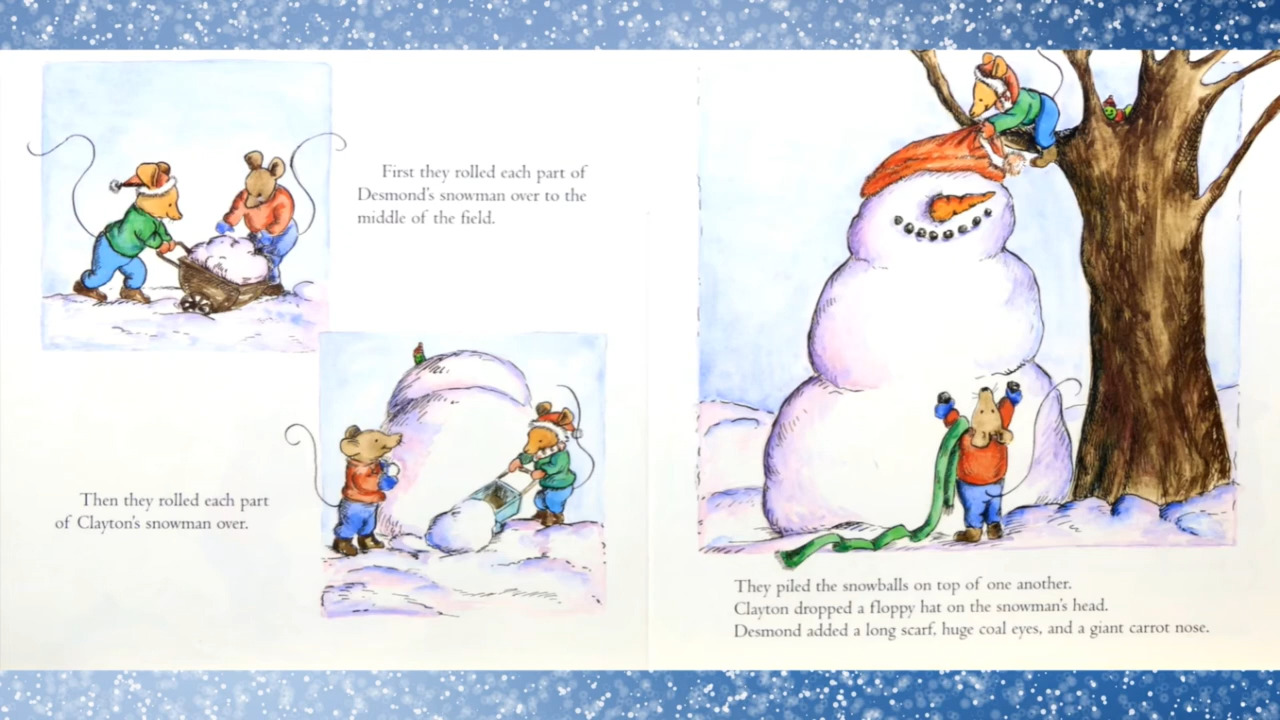 First they rolled each part of
Desmond's snowman over to the
middle of the field.
Then they rolled each part
of Clayton's snowman over.
They piled the snowballs on top of one another.
Clayton dropped a floppy hat on the snowman's head.
Desmond added a long scarf, huge coal eyes, and a giant carrot nose.